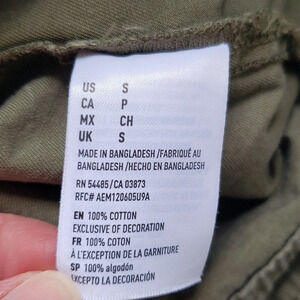 US S
CA P
MX CH
UK S
MADE IN BANGLADESH /FABRIQUÉ AU
BANGLADESH /HECHO EN BANGLADESH
RN 54485/CA 03873
RFC# AEM120605U9A
EN 100% COTTON
EXCLUSIVE OF DECORATION
FR 100% COTON
À L'EXCEPTION DE LA GARNITURE
SP 100% algodón
EXCEPTO LA DECORACIÓN